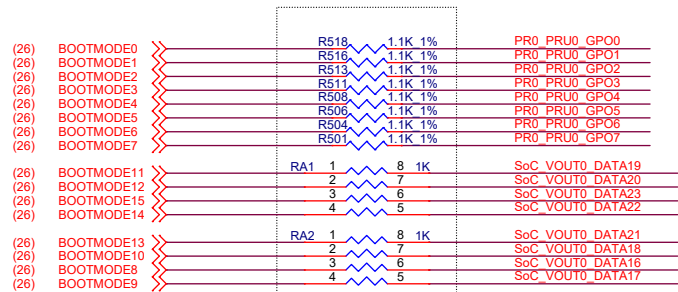 (26) BOOTMODE0 R518 1.1K 1% PR0_PRU0_GPO0
(26) BOOTMODE1 R516 1.1K 1% PR0_PRU0_GPO1
(26) BOOTMODE2 R513 1.1K 1% PR0_PRU0_GPO2
(26) BOOTMODE3 R511 1.1K 1% PR0_PRU0_GPO3
(26) BOOTMODE4 R508 1.1K 1% PR0_PRU0_GPO4
(26) BOOTMODE5 R506 1.1K 1% PR0_PRU0_GPO5
(26) BOOTMODE6 R504 1.1K 1% PR0_PRU0_GPO6
(26) BOOTMODE7 R501 1.1K 1% PR0_PRU0_GPO7
(26) BOOTMODE11 RA1 1 8 1K SoC_VOUT0_DATA19
(26) BOOTMODE12 2 7 SoC_VOUT0_DATA20
(26) BOOTMODE15 3 6 SoC_VOUT0_DATA23
(26) BOOTMODE14 4 5 SoC_VOUT0_DATA22
(26) BOOTMODE13 RA2 1 8 1K SoC_VOUT0_DATA21
(26) BOOTMODE10 2 7 SoC_VOUT0_DATA18
(26) BOOTMODE8 3 6 SoC_VOUT0_DATA16
(26) BOOTMODE9 4 5 SoC_VOUT0_DATA17